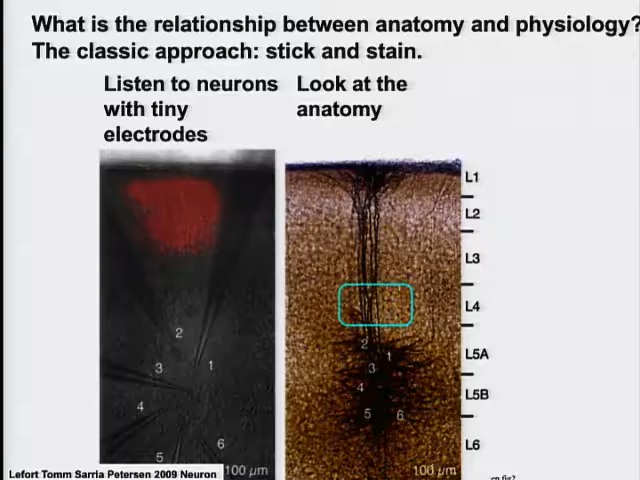 What is the relationship between anatomy and physiology?
The classic approach: stick and stain.
Listen to neurons
with tiny
electrodes
Look at the
anatomy
L1
L2
L3
L4
L5A
L5B
L6
2
1
3
4
6
5
100 µm
2
1
3
4
5
6
100 µm
Lefort Tomm Sarria Petersen 2009 Neuron